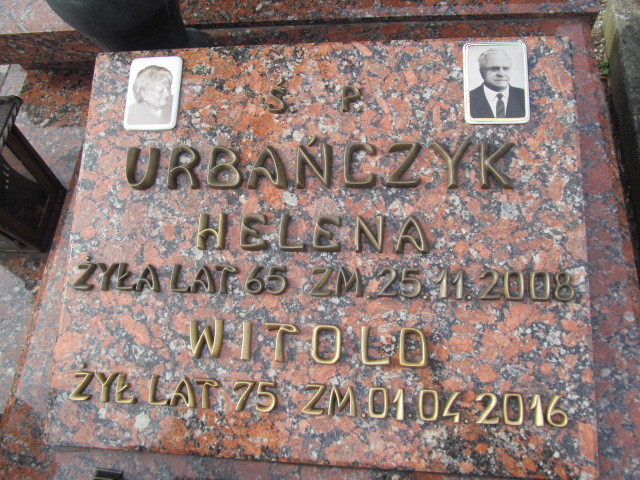 Ś. P.
URBAŃCZYK
HELENA
ŻYŁA LAT 65 ZM. 25.11.2008
WITOLD
ŻYŁ LAT 75 ZM. 01 04. 2016